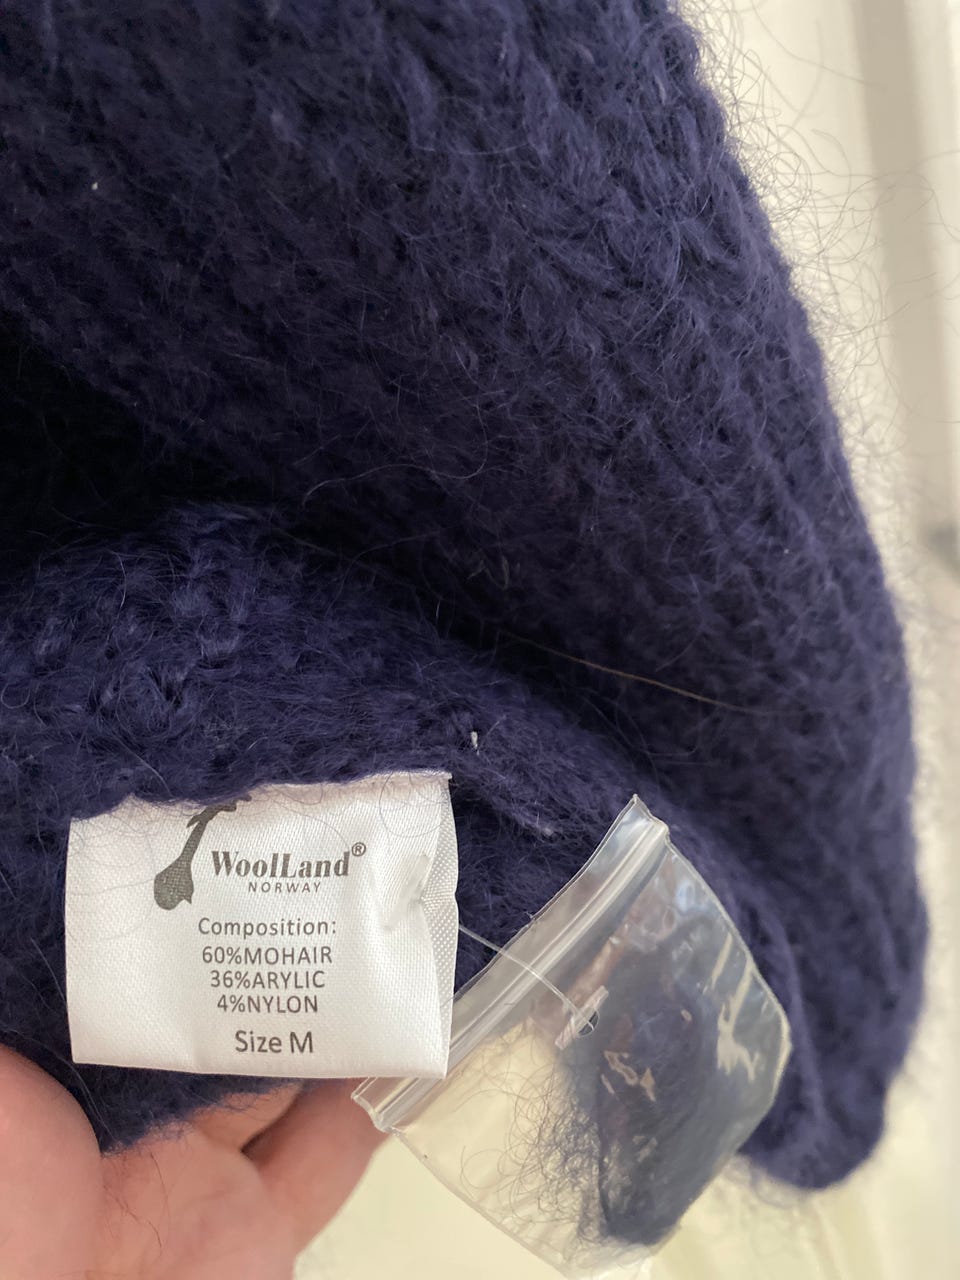 WoolLand®
NORWAY
Composition:
60%MOHAIR
36%ARYLIC
4%NYLON
Size M